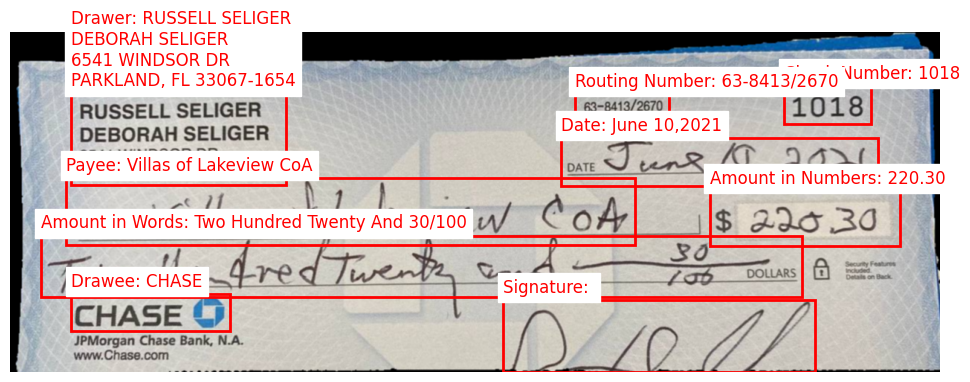 Drawer: RUSSELL SELIGER
DEBORAH SELIGER
6541 WINDSOR DR
PARKLAND, FL 33067-1654
Number: 1018
Routing Number: 63-8413/2670
RUSSELL SELIGER
DEBORAH SELIGER
63-8413/2670
1018
Date: June 10,2021
DATE June 10, 2021
Payee: Villas of Lakeview CoA
Amount in Numbers: 220.30
CoA $ 220.30
Amount in Words: Two Hundred Twenty And 30/100
Hundred Twenty and 30/100 DOLLARS
Security Features
Included.
Details on Back.
Drawee: CHASE
Signature:
CHASE
JPMorgan Chase Bank, N.A.
www.Chase.com